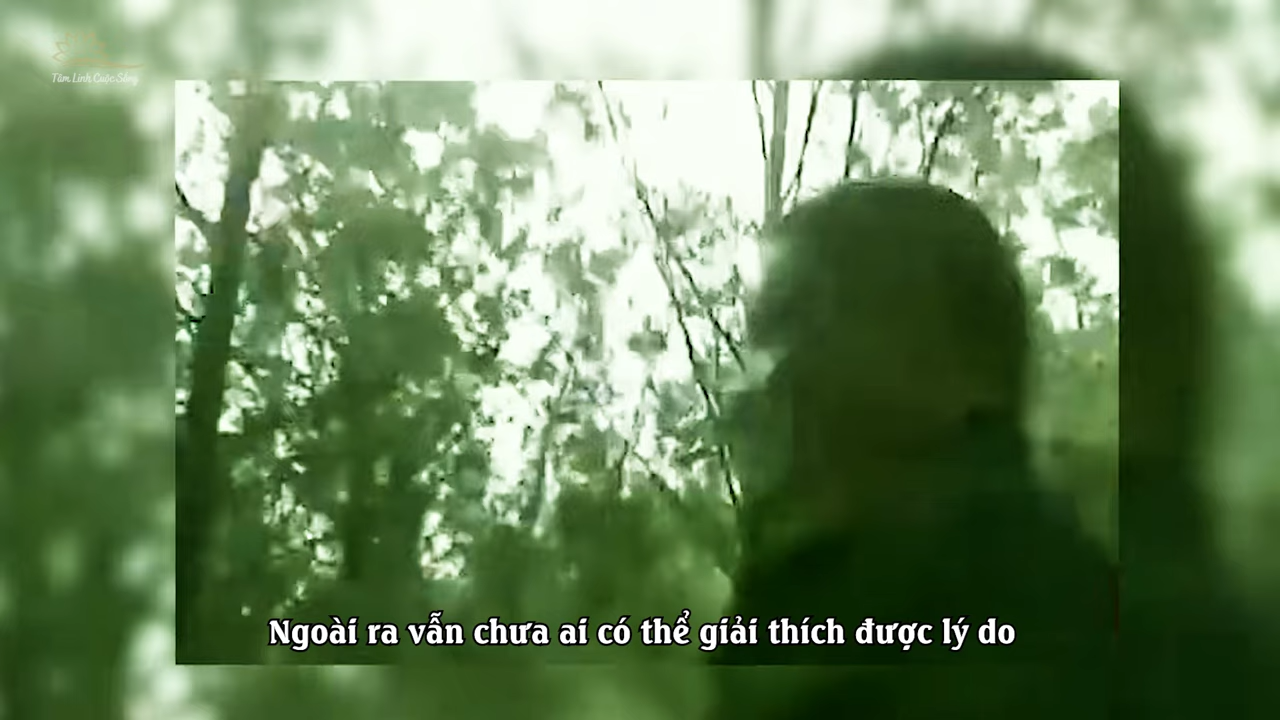 Tâm Linh Cuộc Sống
Ngoài ra vẫn chưa ai có thể giải thích được lý do